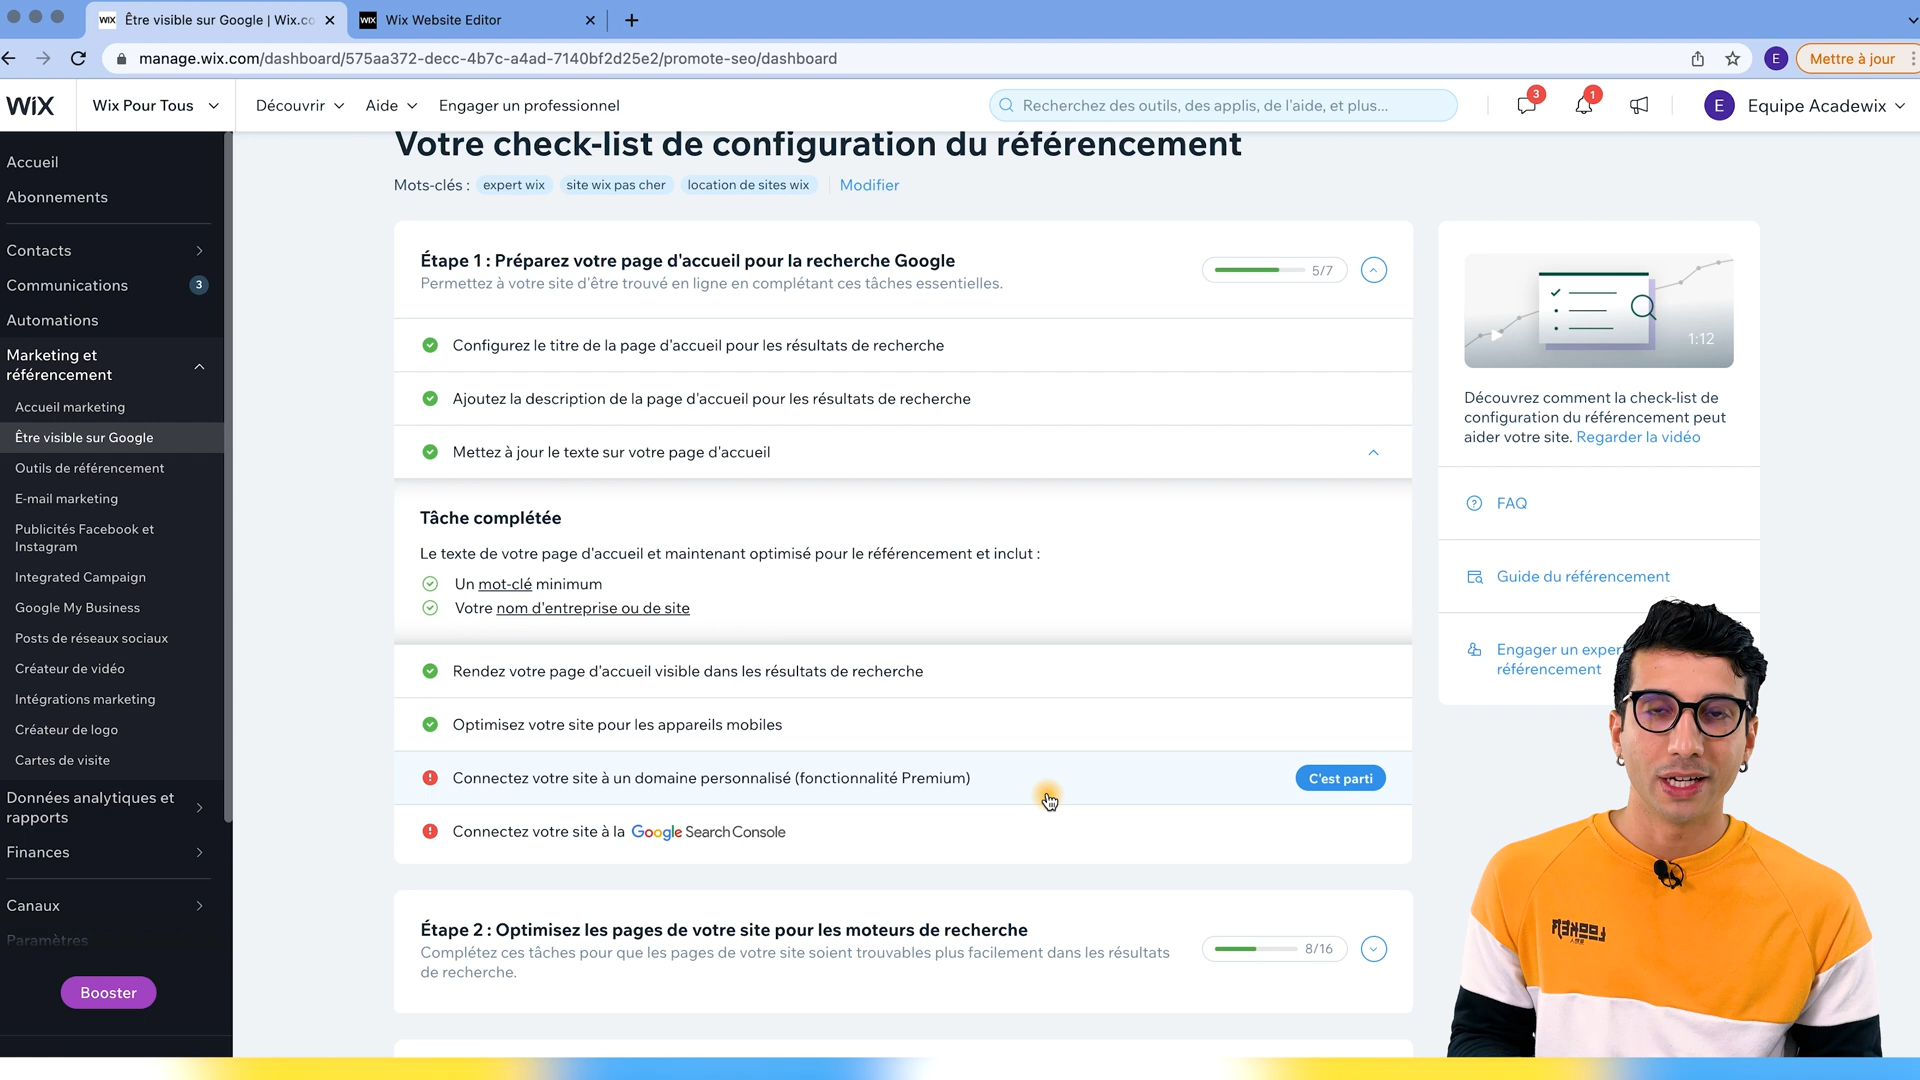 WIX
Être visible sur Google | Wix.co
WIX
Wix Website Editor
manage.wix.com/dashboard/575aa372-decc-4b7c-a4ad-7140bf2d25e2/promote-seo/dashboard
E
Mettre à jour
WiX
Wix Pour Tous
Découvrir
Aide
Engager un professionnel
Recherchez des outils, des applis, de l'aide, et plus...
3
1
E
Equipe Acadewix
Accueil
Abonnements
Contacts
Communications
3
Automations
Marketing et
référencement
Accueil marketing
Être visible sur Google
Outils de référencement
E-mail marketing
Publicités Facebook et
Instagram
Integrated Campaign
Google My Business
Posts de réseaux sociaux
Créateur de vidéo
Intégrations marketing
Créateur de logo
Cartes de visite
Données analytiques et
rapports
Finances
Canaux
Paramètres
Booster
Votre check-list de configuration du référencement
Mots-clés : expert wix site wix pas cher location de sites wix Modifier
Étape 1 : Préparez votre page d'accueil pour la recherche Google
Permettez à votre site d'être trouvé en ligne en complétant ces tâches essentielles.
5/7
Configurez le titre de la page d'accueil pour les résultats de recherche
Ajoutez la description de la page d'accueil pour les résultats de recherche
Mettez à jour le texte sur votre page d'accueil
Tâche complétée
Le texte de votre page d'accueil et maintenant optimisé pour le référencement et inclut :
Un mot-clé minimum
Votre nom d'entreprise ou de site
Rendez votre page d'accueil visible dans les résultats de recherche
Optimisez votre site pour les appareils mobiles
Connectez votre site à un domaine personnalisé (fonctionnalité Premium)
C'est parti
Connectez votre site à la Google Search Console
Étape 2 : Optimisez les pages de votre site pour les moteurs de recherche
Complétez ces tâches pour que les pages de votre site soient trouvables plus facilement dans les résultats
de recherche.
8/16
1:12
Découvrez comment la check-list de
configuration du référencement peut
aider votre site. Regarder la vidéo
FAQ
Guide du référencement
Engager un exper
référencement